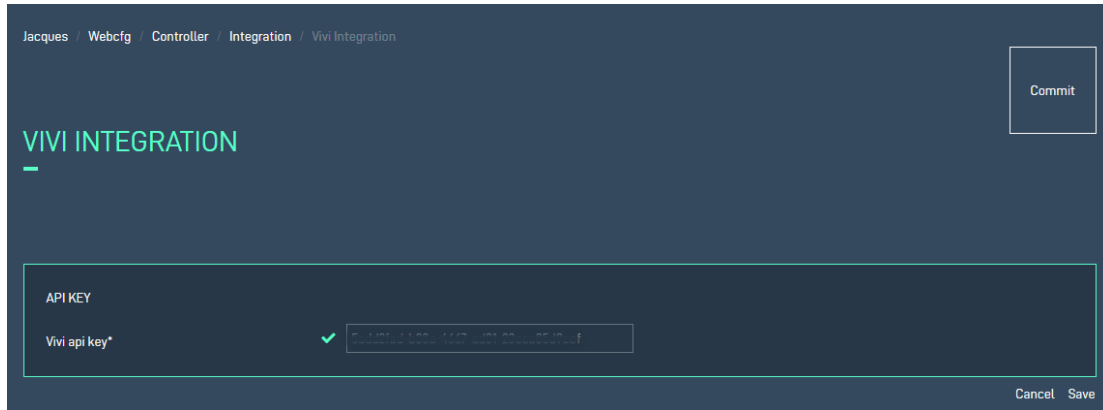 Jacques / Webcfg / Controller / Integration / Vivi Integration
Commit
VIVI INTEGRATION
API KEY
Vivi api key*
Cancel Save